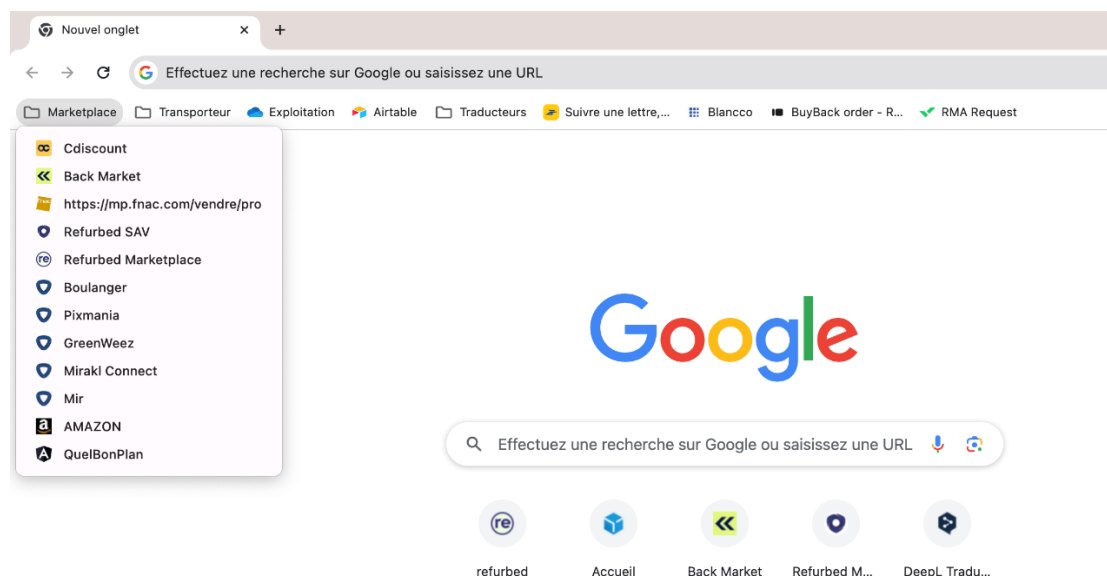 Nouvel onglet
Effectuez une recherche sur Google ou saisissez une URL
Marketplace Transporteur Exploitation Airtable Traducteurs Suivre une lettre,... Blancco BuyBack order - R... RMA Request
Cdiscount
Back Market
https://mp.fnac.com/vendre/pro
Refurbed SAV
Refurbed Marketplace
Boulanger
Pixmania
GreenWeez
Mirakl Connect
Mir
AMAZON
QuelBonPlan
Google
Effectuez une recherche sur Google ou saisissez une URL
refurbed Accueil Back Market Refurbed M... DeepL Tradu...